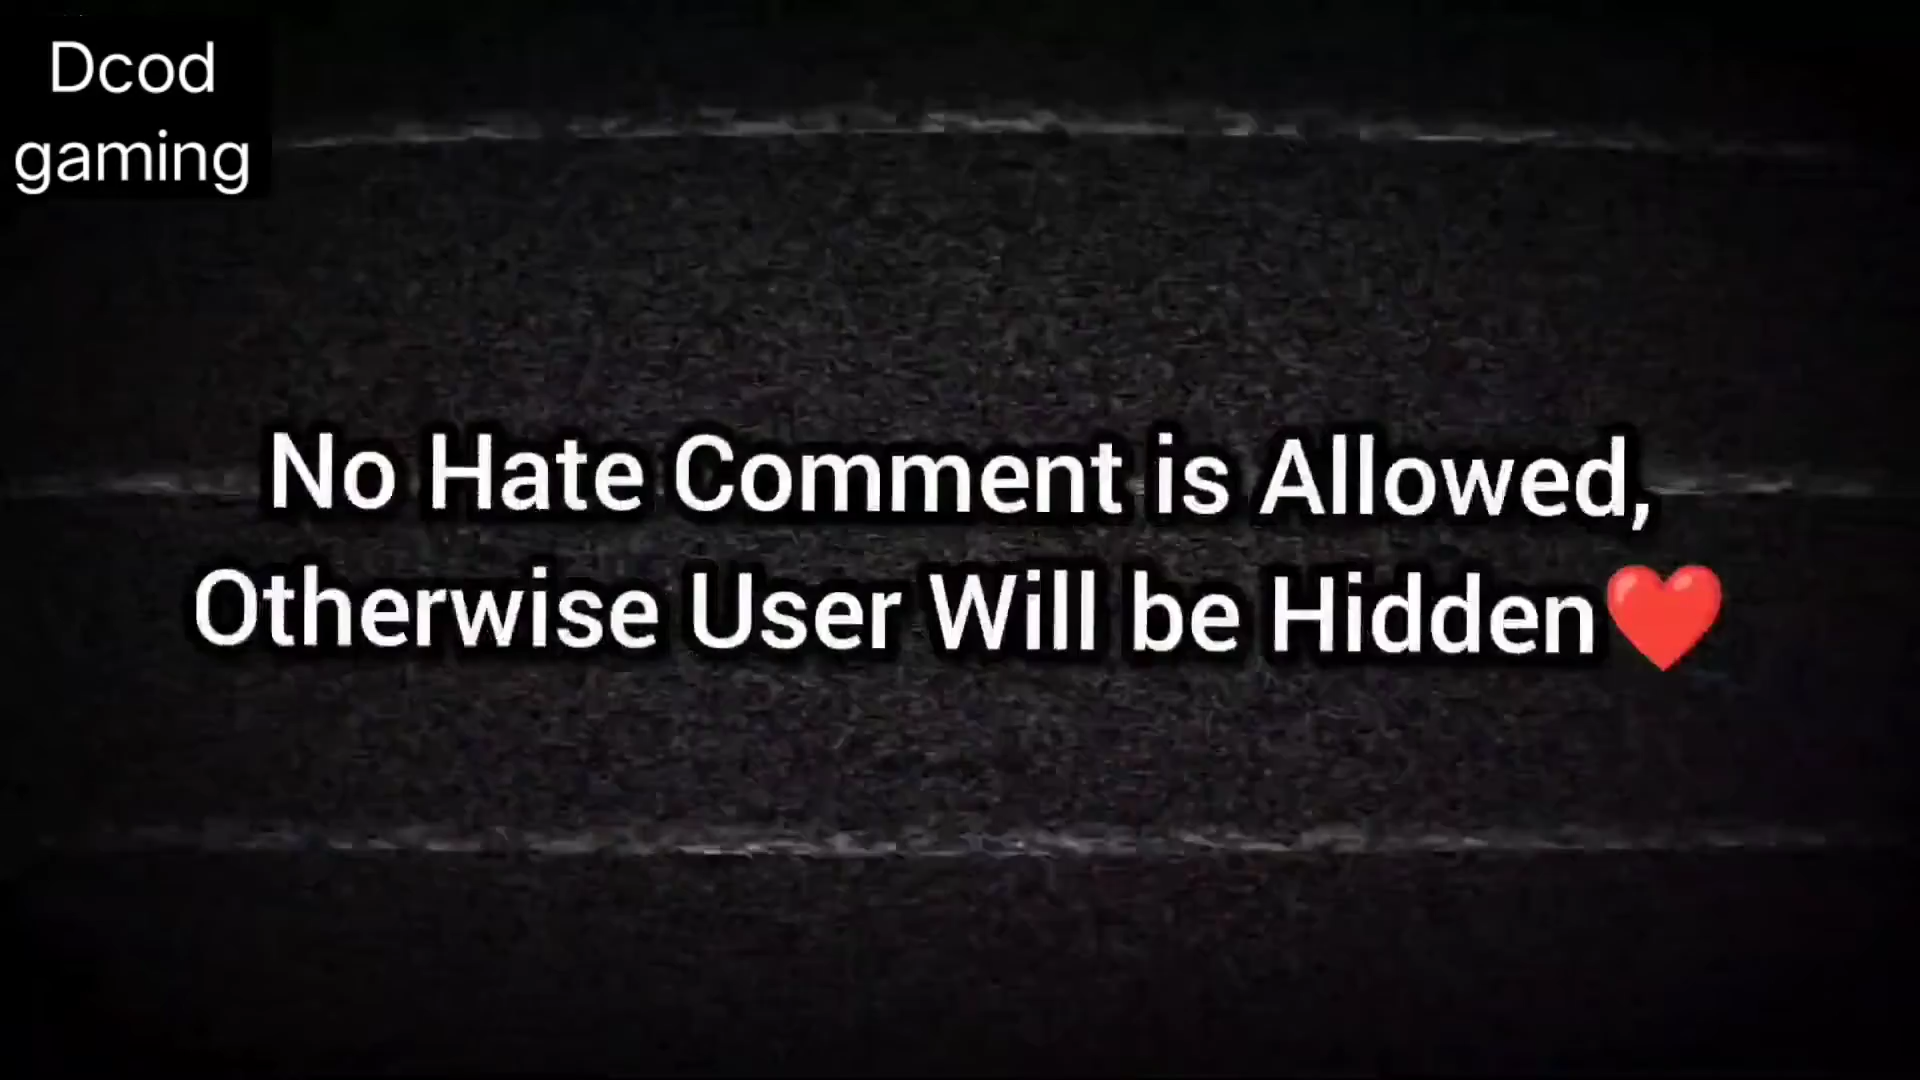 Dcod
gaming
No Hate Comment is Allowed,
Otherwise User Will be Hidden❤️